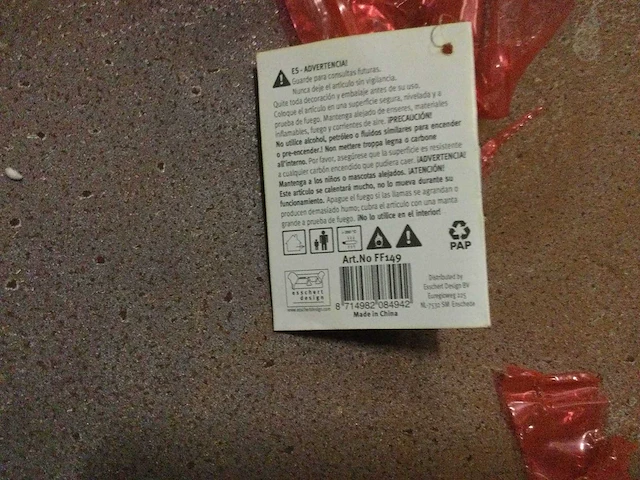 ES - ADVERTENCIA!
Guarde para consultas futuras.
Nunca deje el artículo sin vigilancia.
Quite toda decoración y embalaje antes de su uso.
Coloque el artículo en una superficie segura, nivelada y a
prueba de fuego. Mantenga alejado de enseres, materiales
inflamables, fuego y corrientes de aire. ¡PRECAUCIÓN!
No utilice alcohol, petróleo o fluidos similares para encender
o pre-encender.! Non mettere troppa legna o carbone
all'interno. Por favor, asegúrese que la superficie es resistente
a cualquier carbón encendido que pudiera caer. ¡ADVERTENCIA!
Mantenga a los niños o mascotas alejados. ¡ATENCIÓN!
Este artículo se calentará mucho, no lo mueva durante su
funcionamiento. Apague el fuego si las llamas se agrandan o
producen demasiado humo; cubra el artículo con una manta
grande a prueba de fuego. ¡No lo utilice en el interior!
PAP
Art.No FF149
esschert
design
www.esschertdesign.com
8 714982 084942
Made in China
Distributed by
Esschert Design BV
Euregioweg 225
NL-7532 SM Enschede